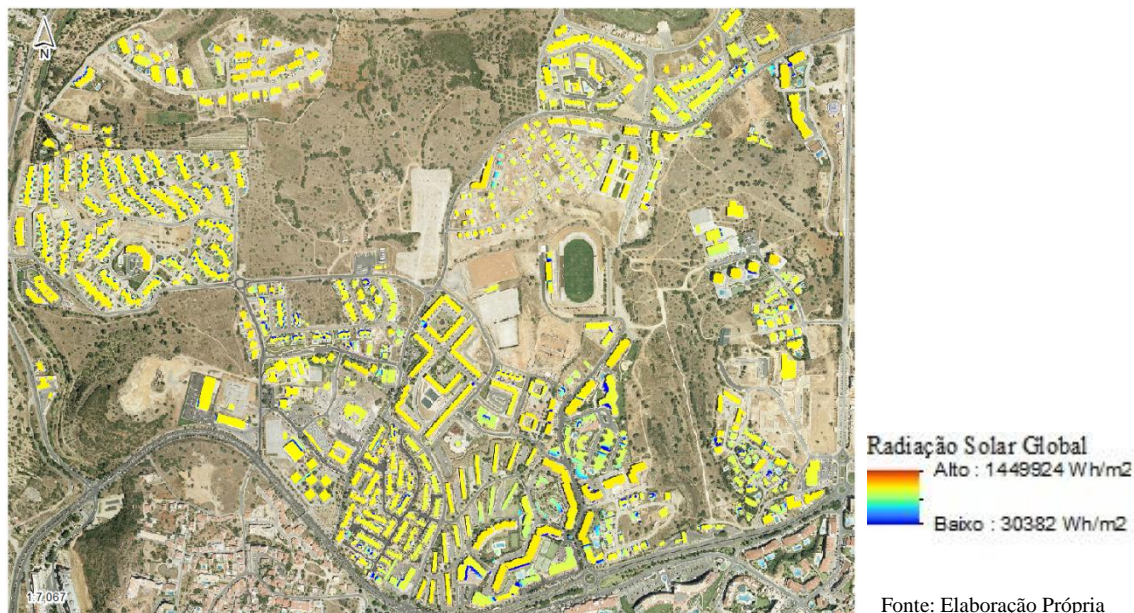 N
1:7,067
Radiação Solar Global
Alto : 1449924 Wh/m2
Baixo : 30382 Wh/m2
Fonte: Elaboração Própria